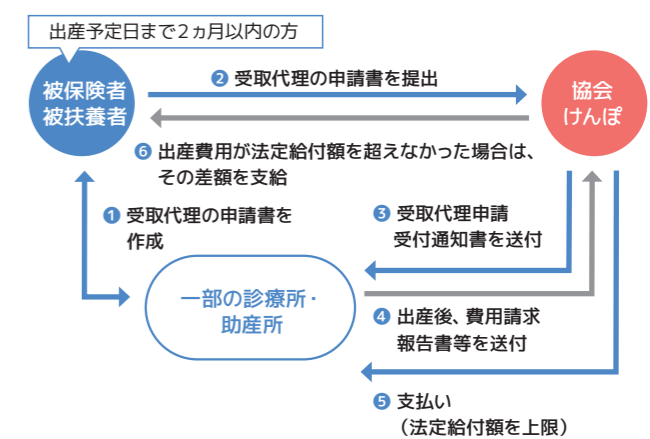 出産予定日まで２ヵ月以内の方
被保険者
被扶養者
❷ 受取代理の申請書を提出
協会
けんぽ
❻ 出産費用が法定給付額を超えなかった場合は、
その差額を支給
❶ 受取代理の申請書を
作成
❸ 受取代理申請
受付通知書を送付
一部の診療所・
助産所
❹ 出産後、費用請求
報告書等を送付
❺ 支払い
（法定給付額を上限）